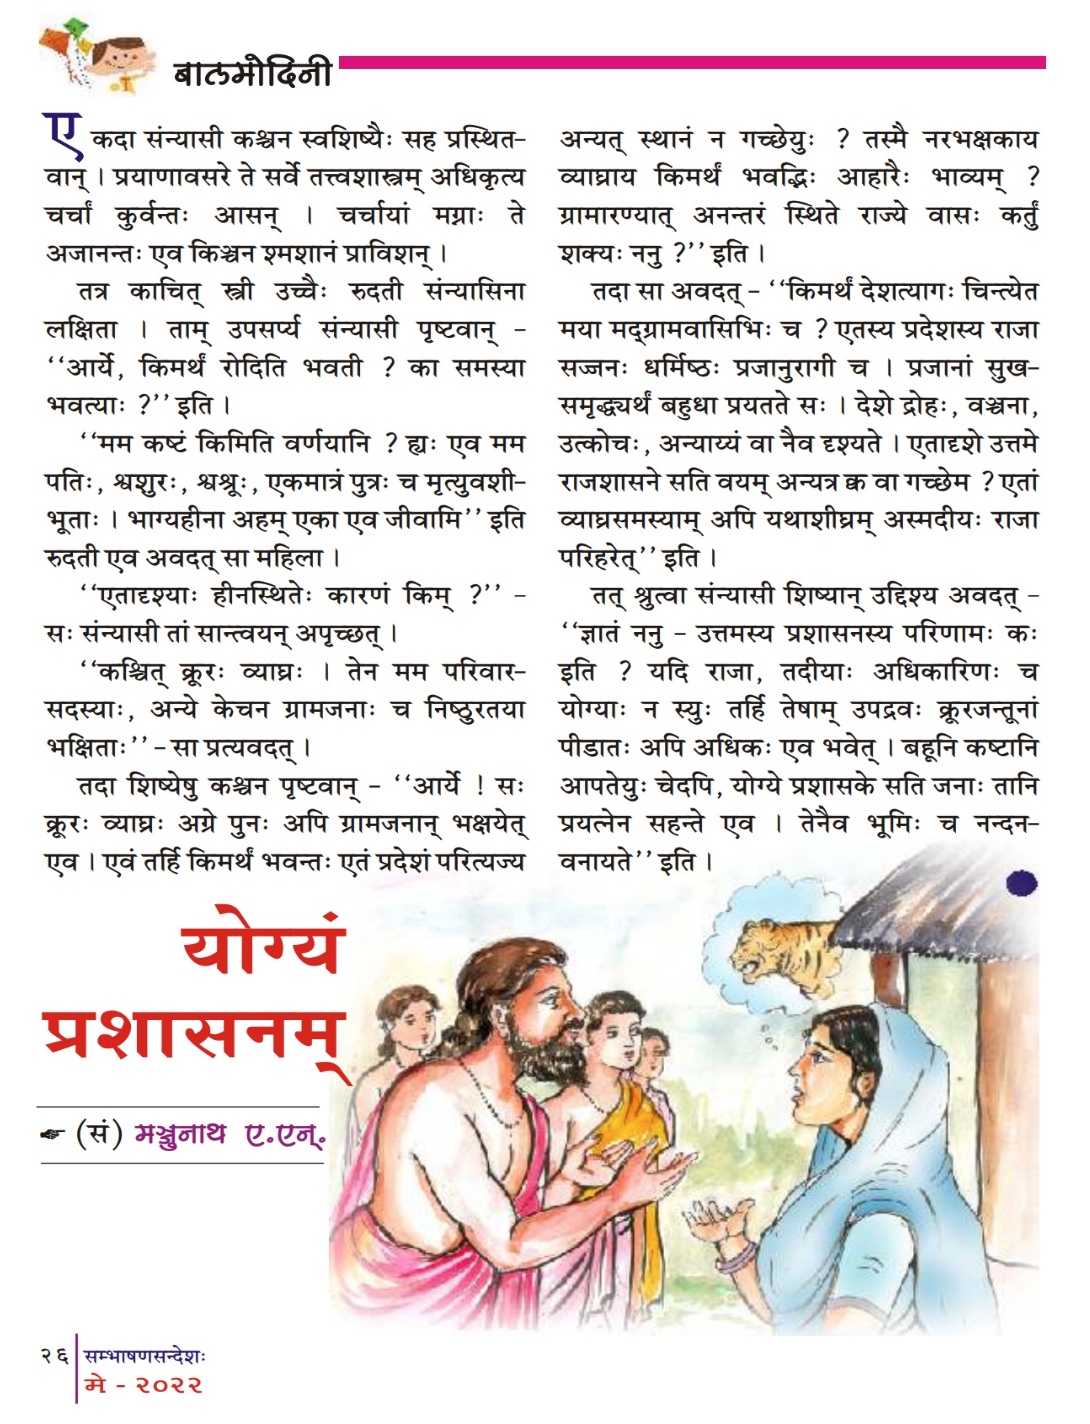 बालमोदिनी
एकदा संन्यासी कश्चन स्वशिष्यैः सह प्रस्थित-
वान् । प्रयाणावसरे ते सर्वे तत्त्वशास्त्रम् अधिकृत्य
चर्चां कुर्वन्तः आसन् । चर्चायां मग्नाः ते
अजानन्तः एव किञ्चन श्मशानं प्राविशन् ।
तत्र काचित् स्त्री उच्चैः रुदती संन्यासिना
लक्षिता । ताम् उपसर्प्य संन्यासी पृष्टवान् –
‘‘आर्ये, किमर्थं रोदिति भवती ? का समस्या
भवत्याः ?’’ इति ।
‘‘मम कष्टं किमिति वर्णयानि ? ह्यः एव मम
पतिः, श्वशुरः, श्वश्रूः, एकमात्रं पुत्रः च मृत्युवशी-
भूताः । भाग्यहीना अहम् एका एव जीवामि’’ इति
रुदती एव अवदत् सा महिला ।
‘‘एतादृश्याः हीनस्थितेः कारणं किम् ?’’ –
सः संन्यासी तां सान्त्वयन् अपृच्छत् ।
‘‘कश्चित् क्रूरः व्याघ्रः । तेन मम परिवार-
सदस्याः, अन्ये केचन ग्रामजनाः च निष्ठुरतया
भक्षिताः’’ – सा प्रत्यवदत् ।
तदा शिष्येषु कश्चन पृष्टवान् – ‘‘आर्ये ! सः
क्रूरः व्याघ्रः अग्रे पुनः अपि ग्रामजनान् भक्षयेत्
एव । एवं तर्हि किमर्थं भवन्तः एतं प्रदेशं परित्यज्य
अन्यत् स्थानं न गच्छेयुः ? तस्मै नरभक्षकाय
व्याघ्राय किमर्थं भवद्भिः आहारैः भाव्यम् ?
ग्रामारण्यात् अनन्तरं स्थिते राज्ये वासः कर्तुं
शक्यः ननु ?’’ इति ।
तदा सा अवदत् – ‘‘किमर्थं देशत्यागः चिन्त्येत
मया मद्ग्रामवासिभिः च ? एतस्य प्रदेशस्य राजा
सज्जनः धर्मिष्ठः प्रजानुरागी च । प्रजानां सुख-
समृद्ध्यर्थं बहुधा प्रयतते सः । देशे द्रोहः, वञ्चना,
उत्कोचः, अन्याय्यं वा नैव दृश्यते । एतादृशे उत्तमे
राजशासने सति वयम् अन्यत्र क्व वा गच्छेम ? एतां
व्याघ्रसमस्याम् अपि यथाशीघ्रम् अस्मदीयः राजा
परिहरेत्’’ इति ।
तत् श्रुत्वा संन्यासी शिष्यान् उद्दिश्य अवदत् –
‘‘ज्ञातं ननु – उत्तमस्य प्रशासनस्य परिणामः कः
इति ? यदि राजा, तदीयाः अधिकारिणः च
योग्याः न स्युः तर्हि तेषाम् उपद्रवः क्रूरजन्तूनां
पीडातः अपि अधिकः एव भवेत् । बहूनि कष्टानि
आपतेयुः चेदपि, योग्ये प्रशासके सति जनाः तानि
प्रयत्नेन सहन्ते एव । तेनैव भूमिः च नन्दन-
वनायते’’ इति ।
योग्यं
प्रशासनम्
☛ (सं) मञ्जुनाथ ए.एन्.
२६
सम्भाषणसन्देशः
मे - २०२२